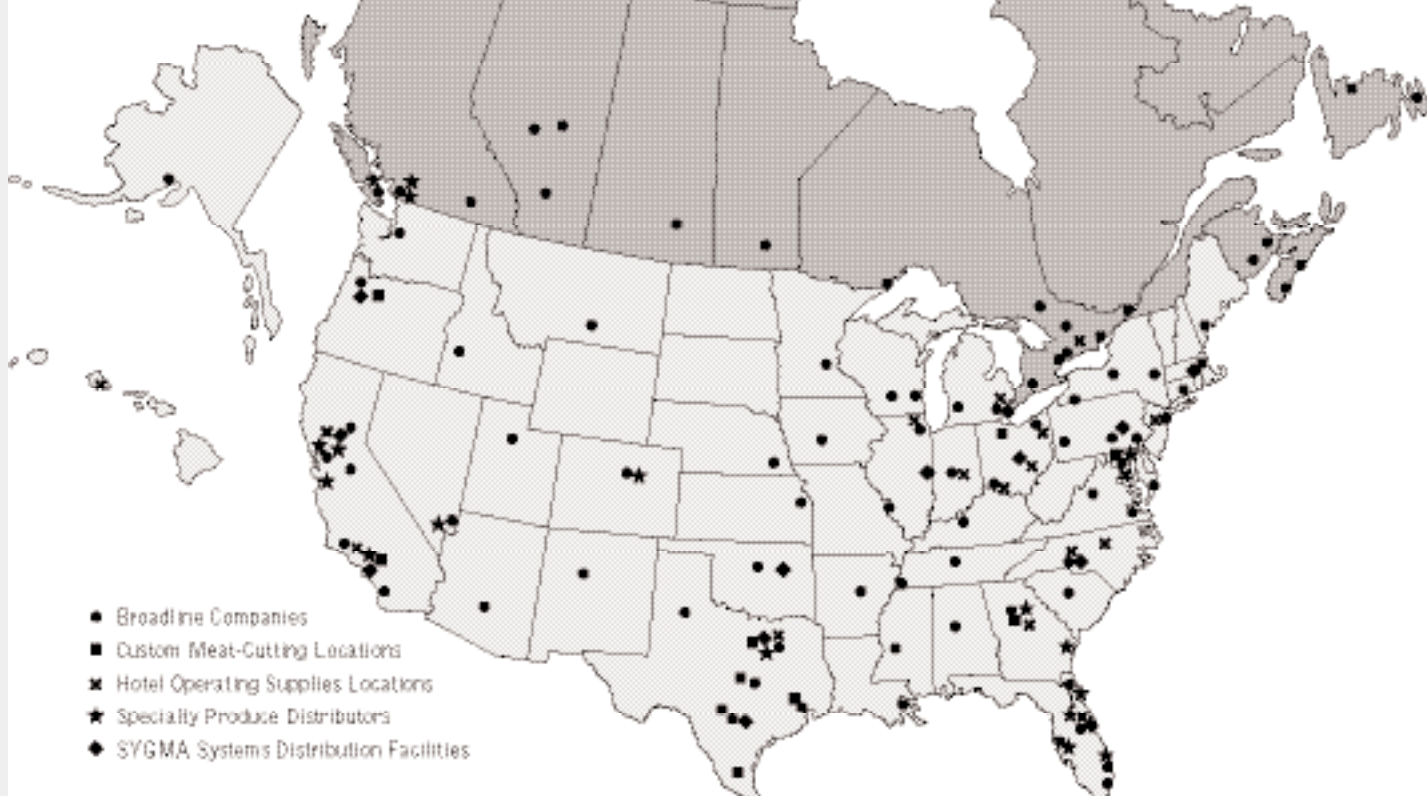 Broadline Companies
Custom Meat-Cutting Locations
Hotel Operating Supplies Locations
Specialty Produce Distributors
SYGMA Systems Distribution Facilities